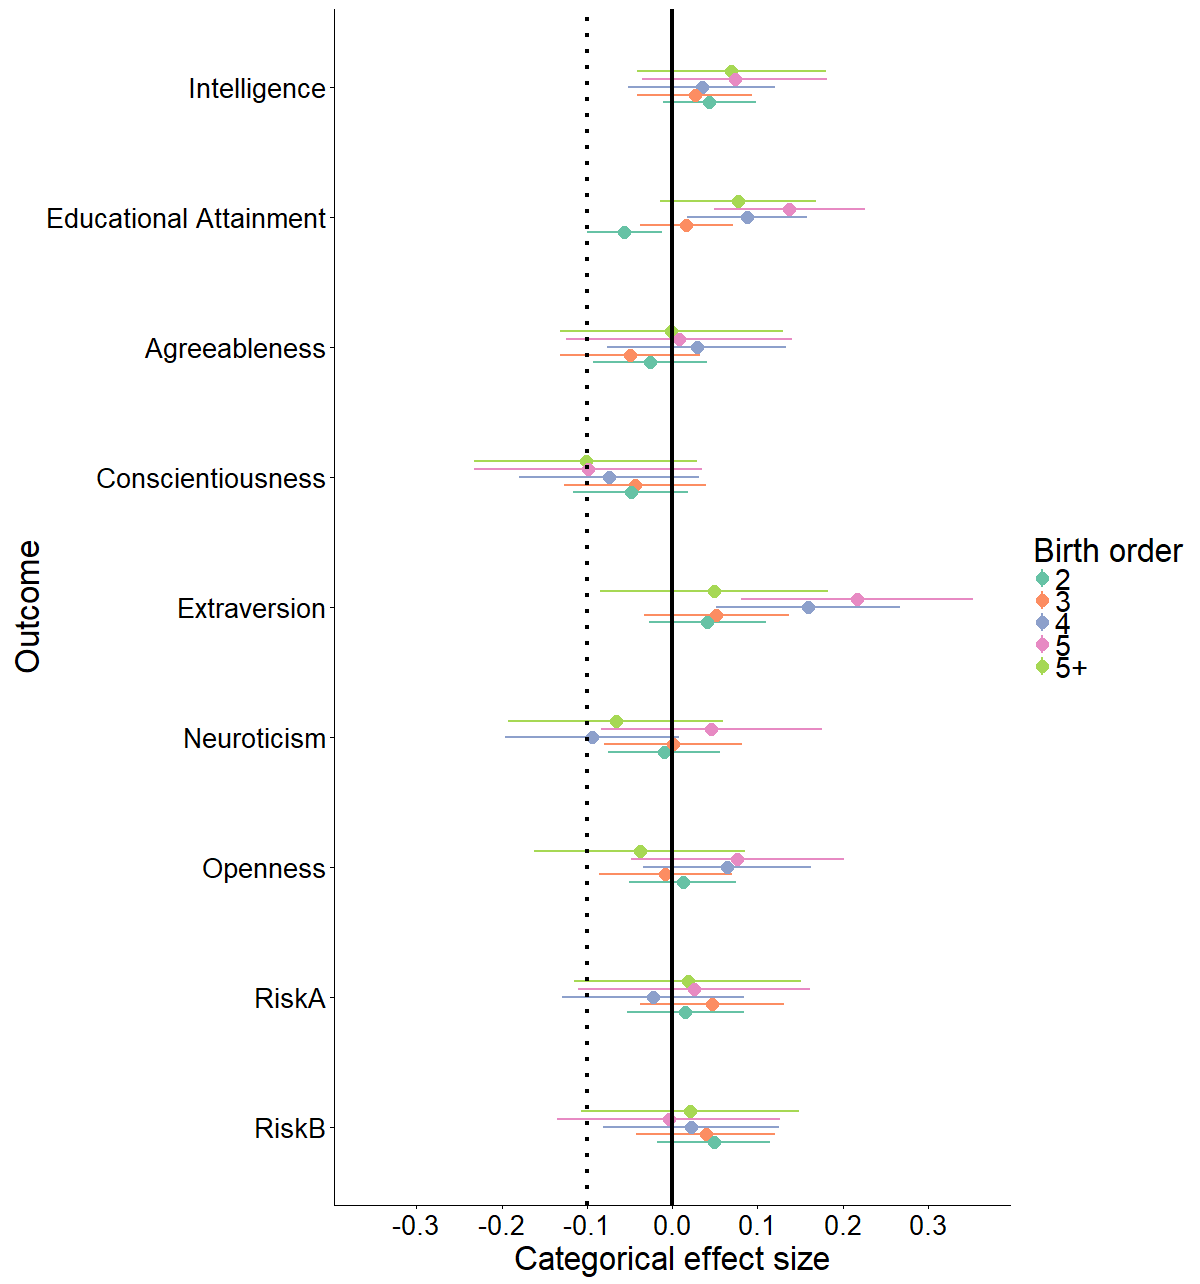 Intelligence
Educational Attainment
Agreeableness
Conscientiousness
Extraversion
Neuroticism
Openness
RiskA
RiskB
Outcome
-0.3 -0.2 -0.1 0.0 0.1 0.2 0.3
Categorical effect size
Birth order
2
3
4
5
5+